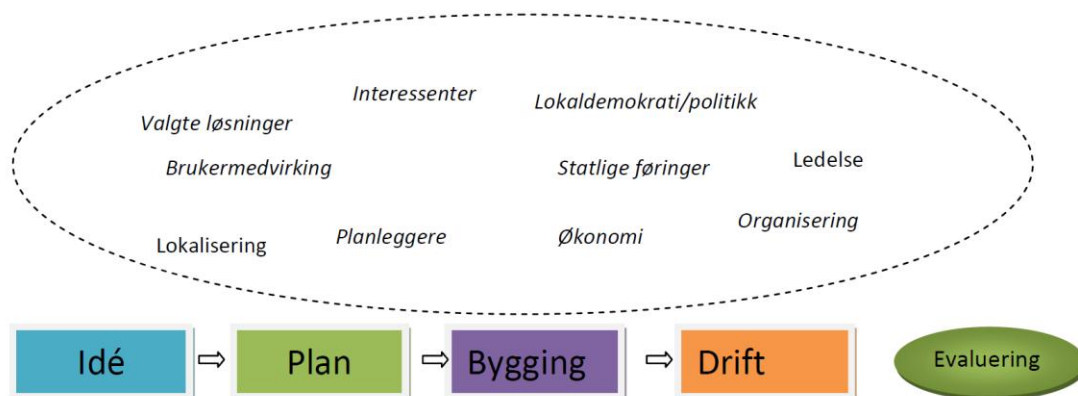 Interessenter
Lokaldemokrati/politikk
Valgte løsninger
Brukermedvirking
Statlige føringer
Ledelse
Lokalisering
Planleggere
Økonomi
Organisering
Idé
Plan
Bygging
Drift
Evaluering